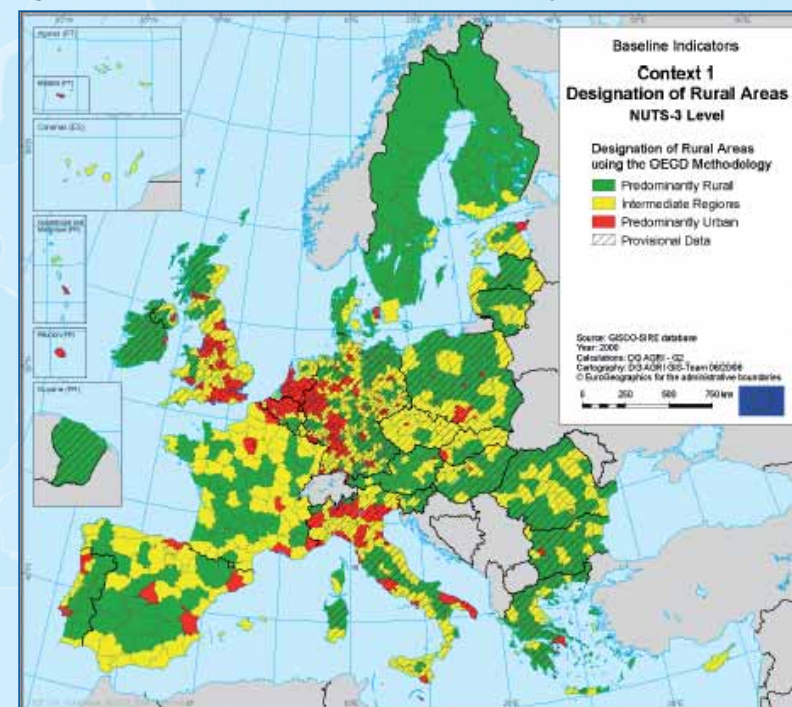 Baseline Indicators
Context 1
Designation of Rural Areas
NUTS-3 Level
Designation of Rural Areas
using the OECD Methodology
Predominantly Rural
Intermediate Regions
Predominantly Urban
Provisional Data
Source: GISCO-SIRE database
Year: 2000
Calculations: DG AGRI - G2
Cartography: DG AGRI GIS-Team
© EuroGeographics for the administrative boundaries
0 250 500 750 km
Canarias (ES)
Guyane (FR)